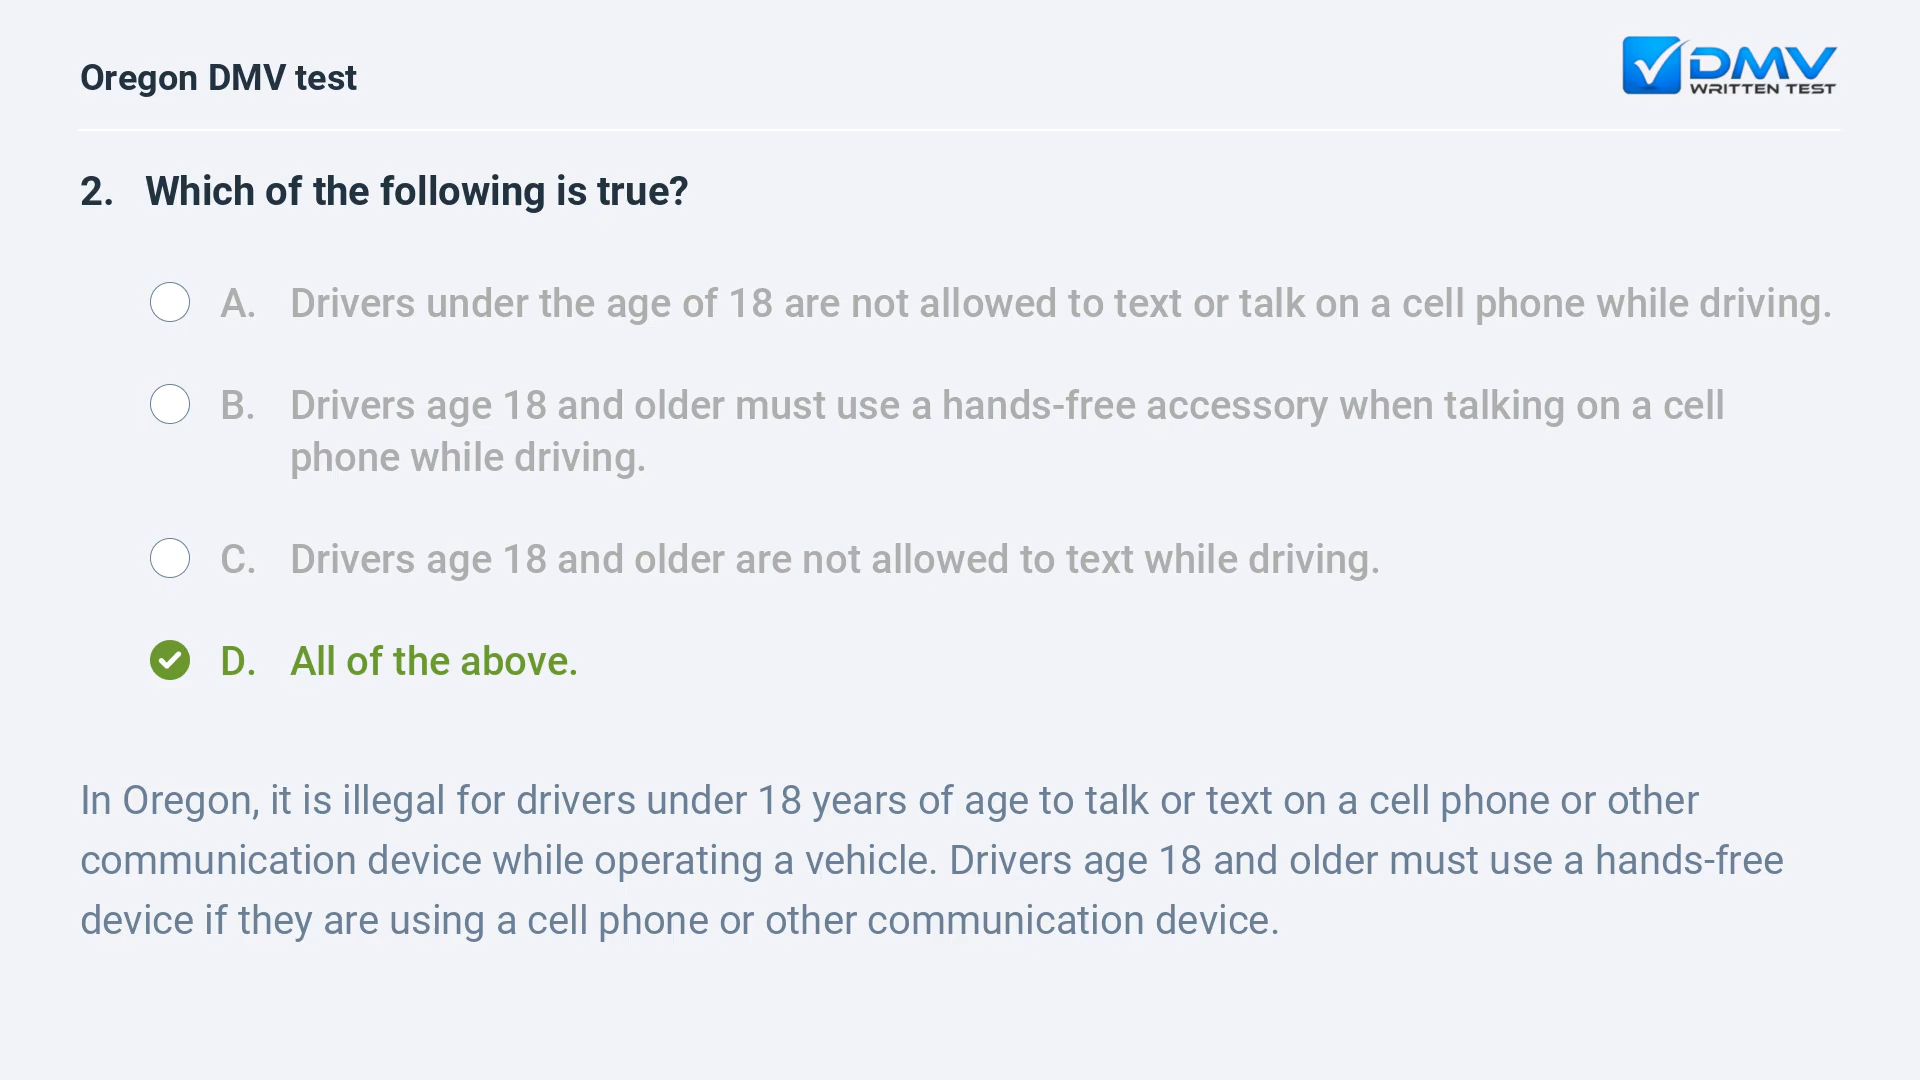 Oregon DMV test
DMV
WRITTEN TEST
2. Which of the following is true?
A. Drivers under the age of 18 are not allowed to text or talk on a cell phone while driving.
B. Drivers age 18 and older must use a hands-free accessory when talking on a cell
phone while driving.
C. Drivers age 18 and older are not allowed to text while driving.
D. All of the above.
In Oregon, it is illegal for drivers under 18 years of age to talk or text on a cell phone or other
communication device while operating a vehicle. Drivers age 18 and older must use a hands-free
device if they are using a cell phone or other communication device.